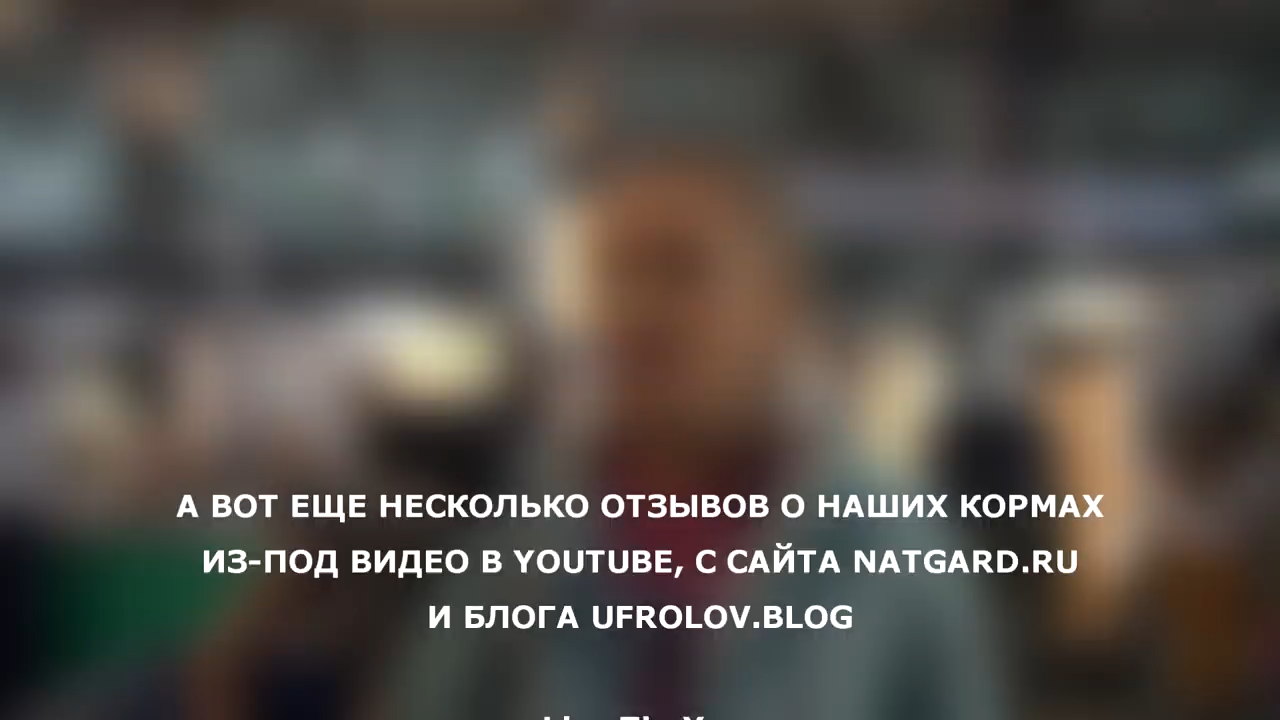 А ВОТ ЕЩЕ НЕСКОЛЬКО ОТЗЫВОВ О НАШИХ КОРМАХ
ИЗ-ПОД ВИДЕО В YOUTUBE, С САЙТА NATGARD.RU
И БЛОГА UFROLOV.BLOG